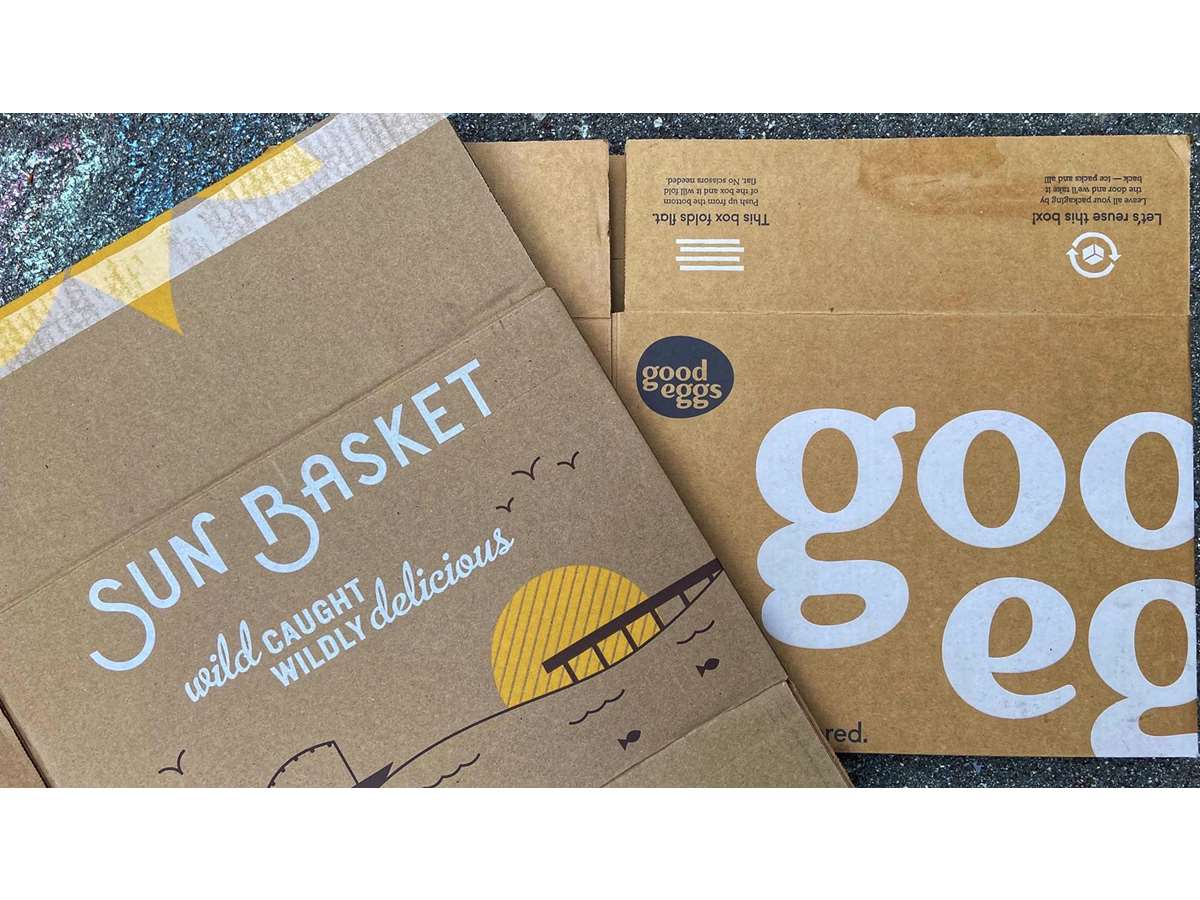 SUN BASKET
wild CAUGHT
WILDLY delicious
This box folds flat.
Push up from the bottom
of the box and it will fold
flat. No scissors needed.
Let's reuse this box!
Leave all your packaging by
the door and we'll take it
back — ice packs and all!
good
eggs
goo
eg
red.